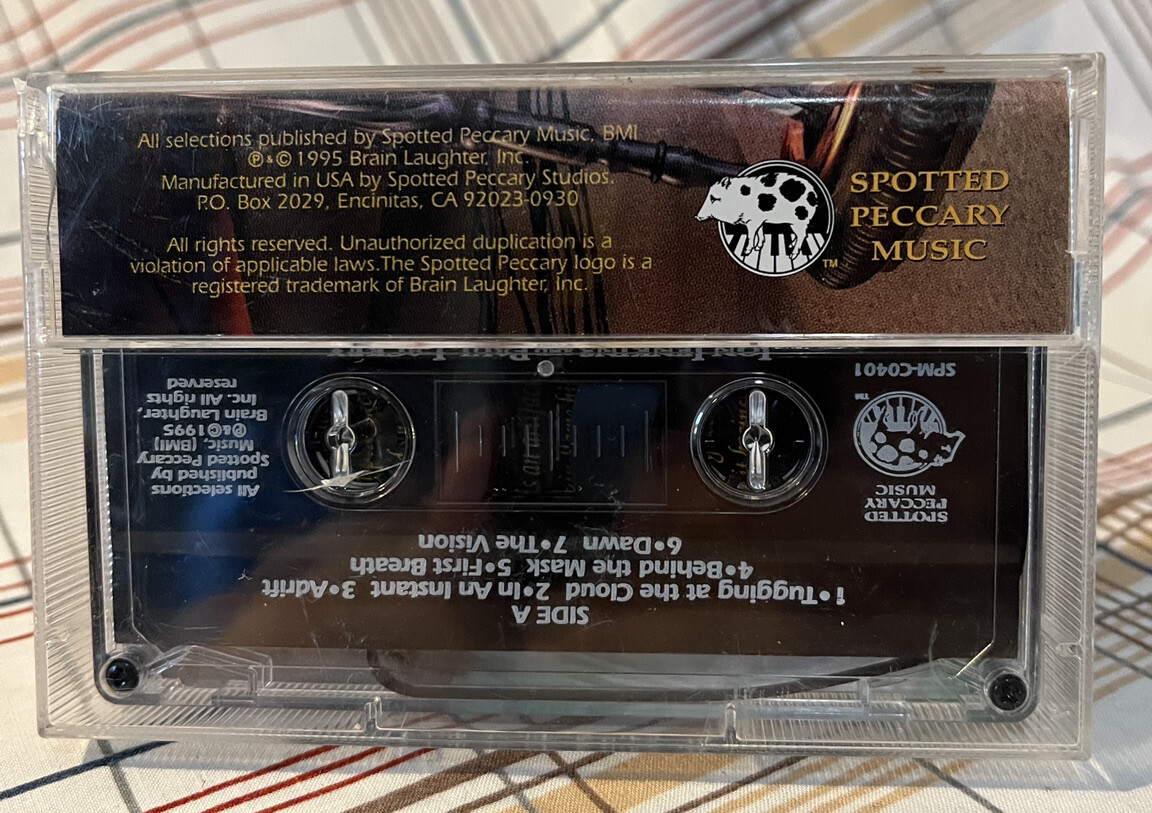 All selections published by Spotted Peccary Music, BMI
℗&© 1995 Brain Laughter, Inc.
Manufactured in USA by Spotted Peccary Studios.
P.O. Box 2029, Encinitas, CA 92023-0930
All rights reserved. Unauthorized duplication is a
violation of applicable laws.The Spotted Peccary logo is a
registered trademark of Brain Laughter, Inc.
TM
SPOTTED
PECCARY
MUSIC
SIDE A
1•Tugging at the Cloud 2•In An Instant 3•Adrift
4•Behind the Mask 5•First Breath
6•Dawn 7•The Vision
SPOTTED
PECCARY
MUSIC
TM
SPM-C0401
All selections
published by
Spotted Peccary
Music, (BMI)
℗&©1995
Brain Laughter,
Inc. All rights
reserved